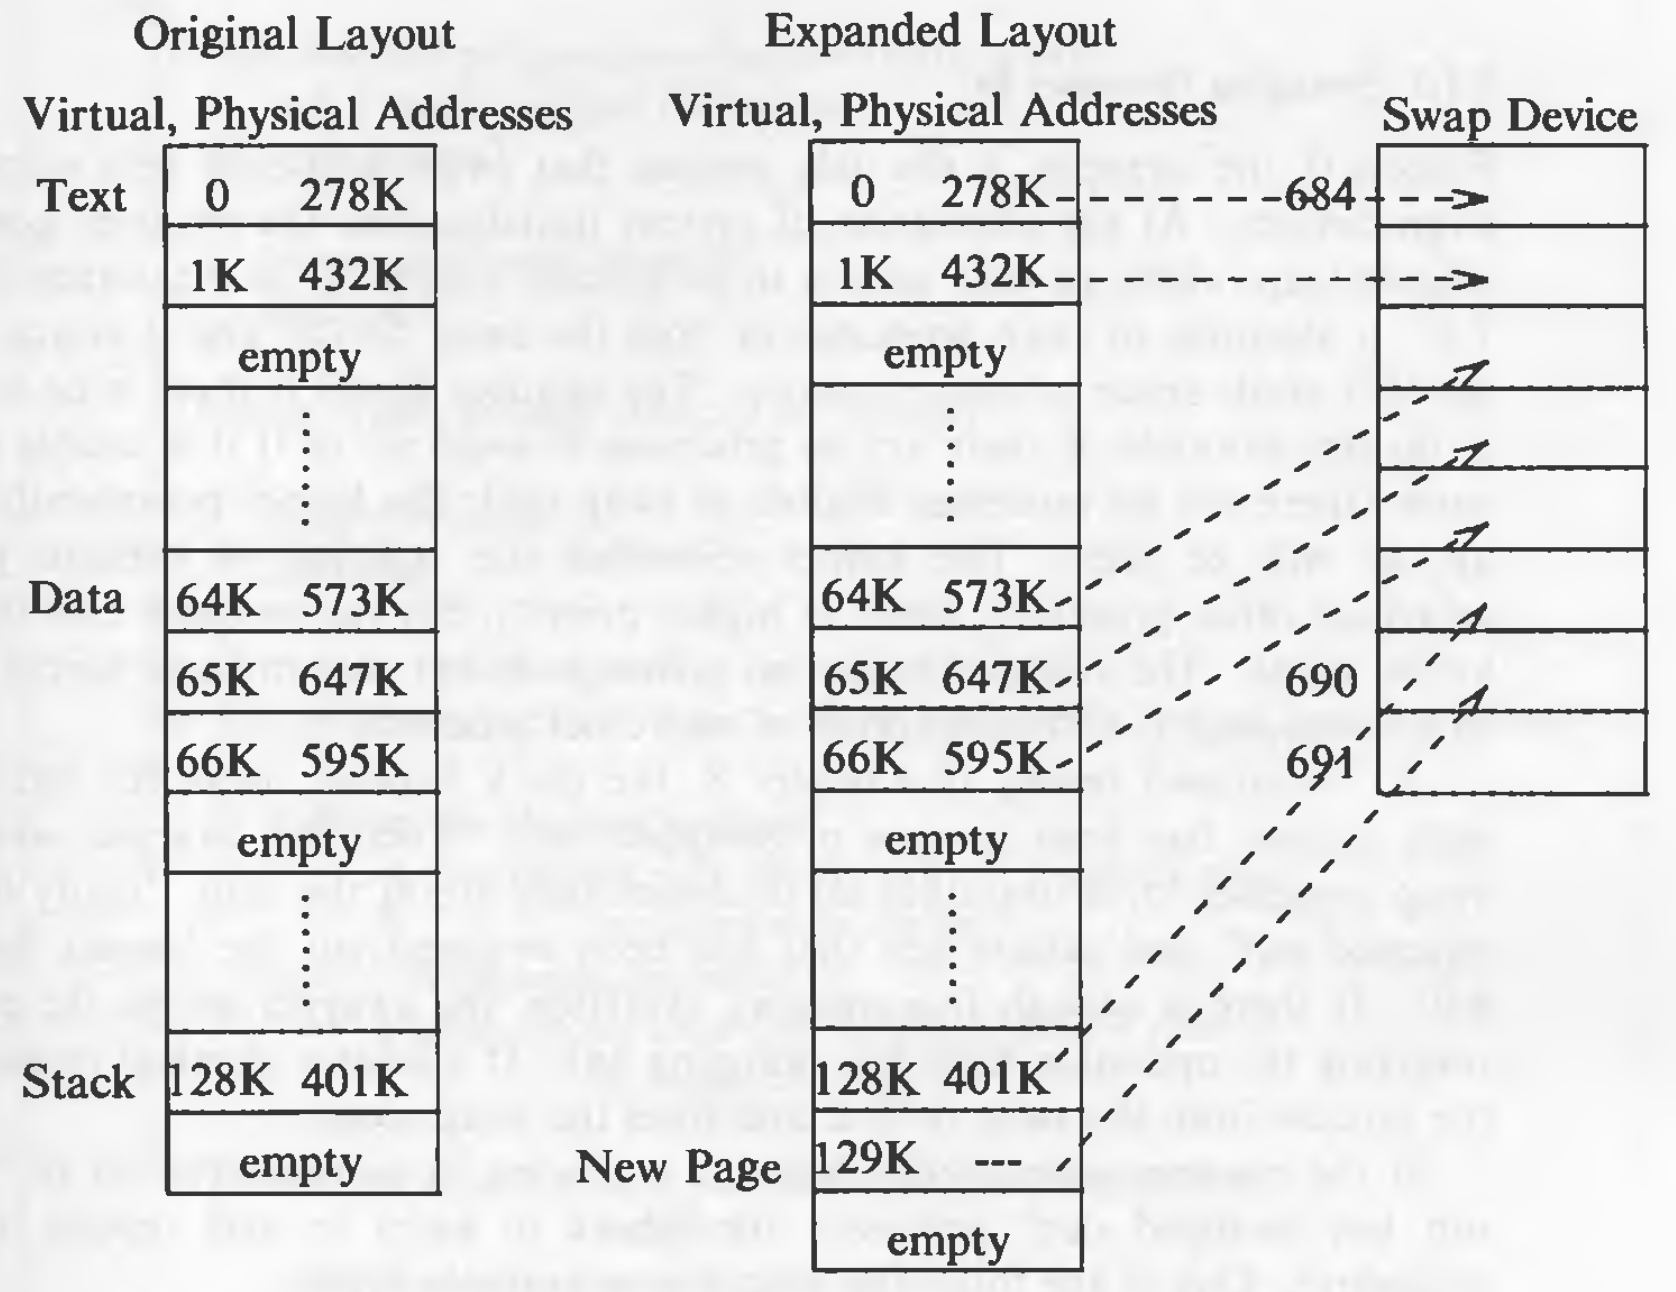 Original Layout
Virtual, Physical Addresses
Text 0 278K
1K 432K
empty
Data 64K 573K
65K 647K
66K 595K
empty
Stack 128K 401K
empty
Expanded Layout
Virtual, Physical Addresses
0 278K
1K 432K
empty
64K 573K
65K 647K
66K 595K
empty
128K 401K
New Page 129K ---
empty
Swap Device
684
690
691